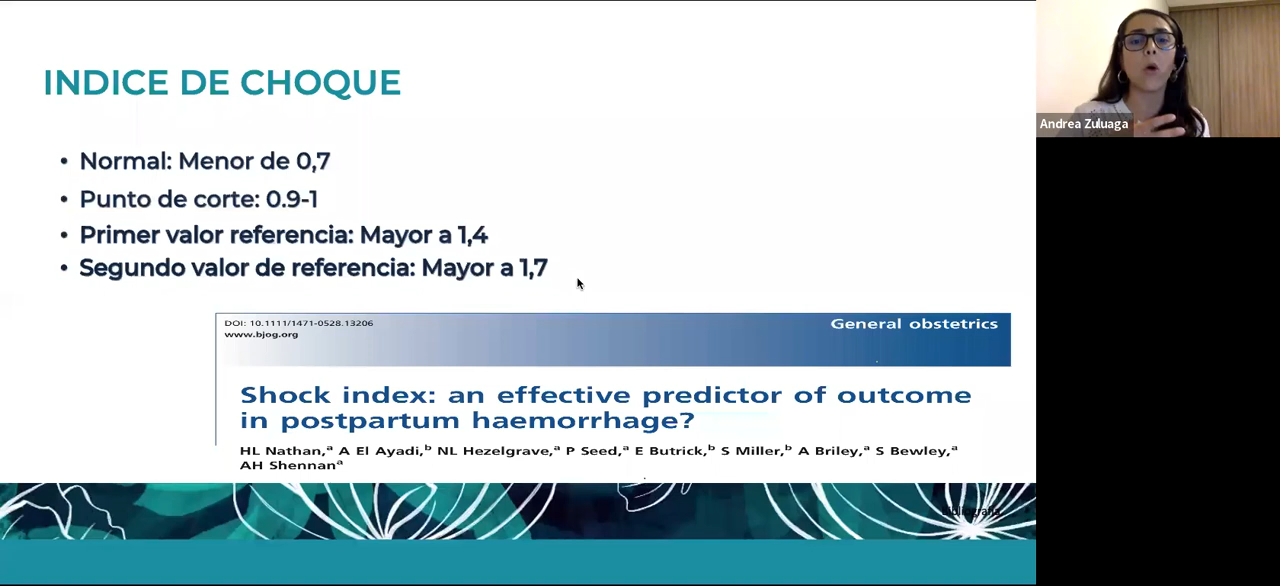 INDICE DE CHOQUE
• Normal: Menor de 0,7
• Punto de corte: 0.9-1
• Primer valor referencia: Mayor a 1,4
• Segundo valor de referencia: Mayor a 1,7
DOI: 10.1111/1471-0528.13206
www.bjog.org
General obstetrics
Shock index: an effective predictor of outcome
in postpartum haemorrhage?
HL Nathan,ᵃ A El Ayadi,ᵇ NL Hezelgrave,ᵃ P Seed,ᵃ E Butrick,ᵇ S Miller,ᵇ A Briley,ᵃ S Bewley,ᵃ
AH Shennanᵃ
Bibliografía
Andrea Zuluaga